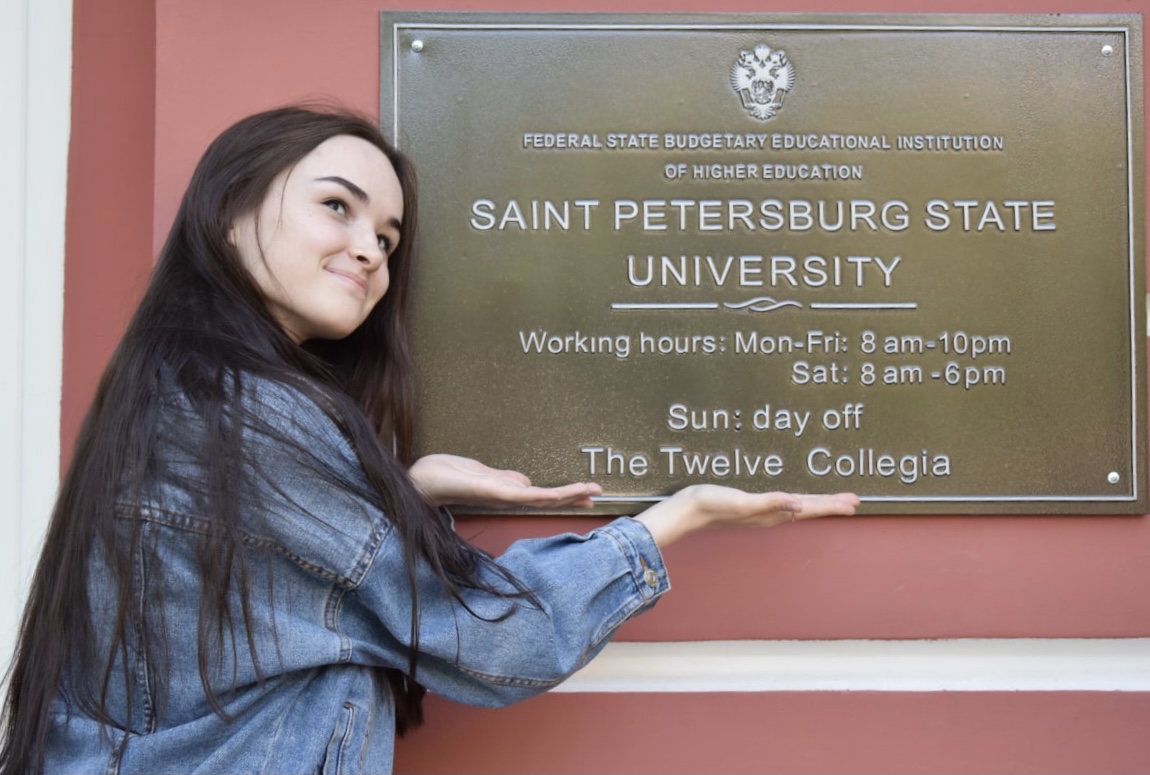 FEDERAL STATE BUDGETARY EDUCATIONAL INSTITUTION
OF HIGHER EDUCATION
SAINT PETERSBURG STATE
UNIVERSITY
Working hours: Mon-Fri: 8 am-10pm
Sat: 8 am -6pm
Sun: day off
The Twelve Collegia